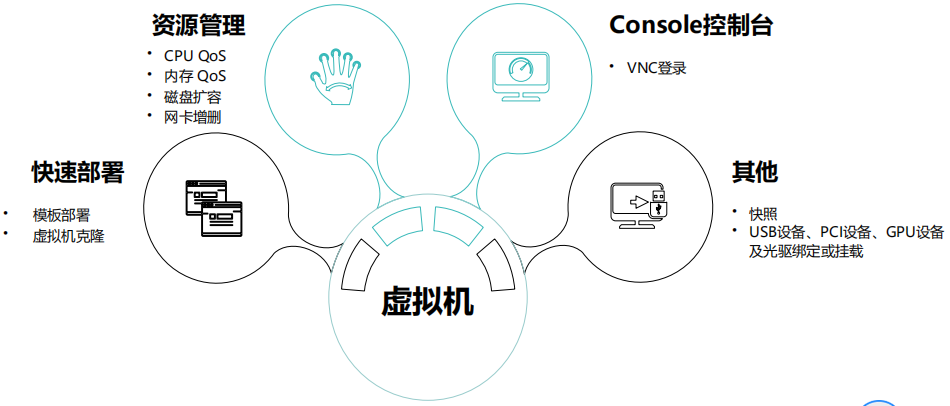 资源管理
• CPU QoS
• 内存 QoS
• 磁盘扩容
• 网卡增删
Console控制台
• VNC登录
快速部署
• 模板部署
• 虚拟机克隆
其他
• 快照
• USB设备、PCI设备、GPU设备
及光驱绑定或挂载
虚拟机